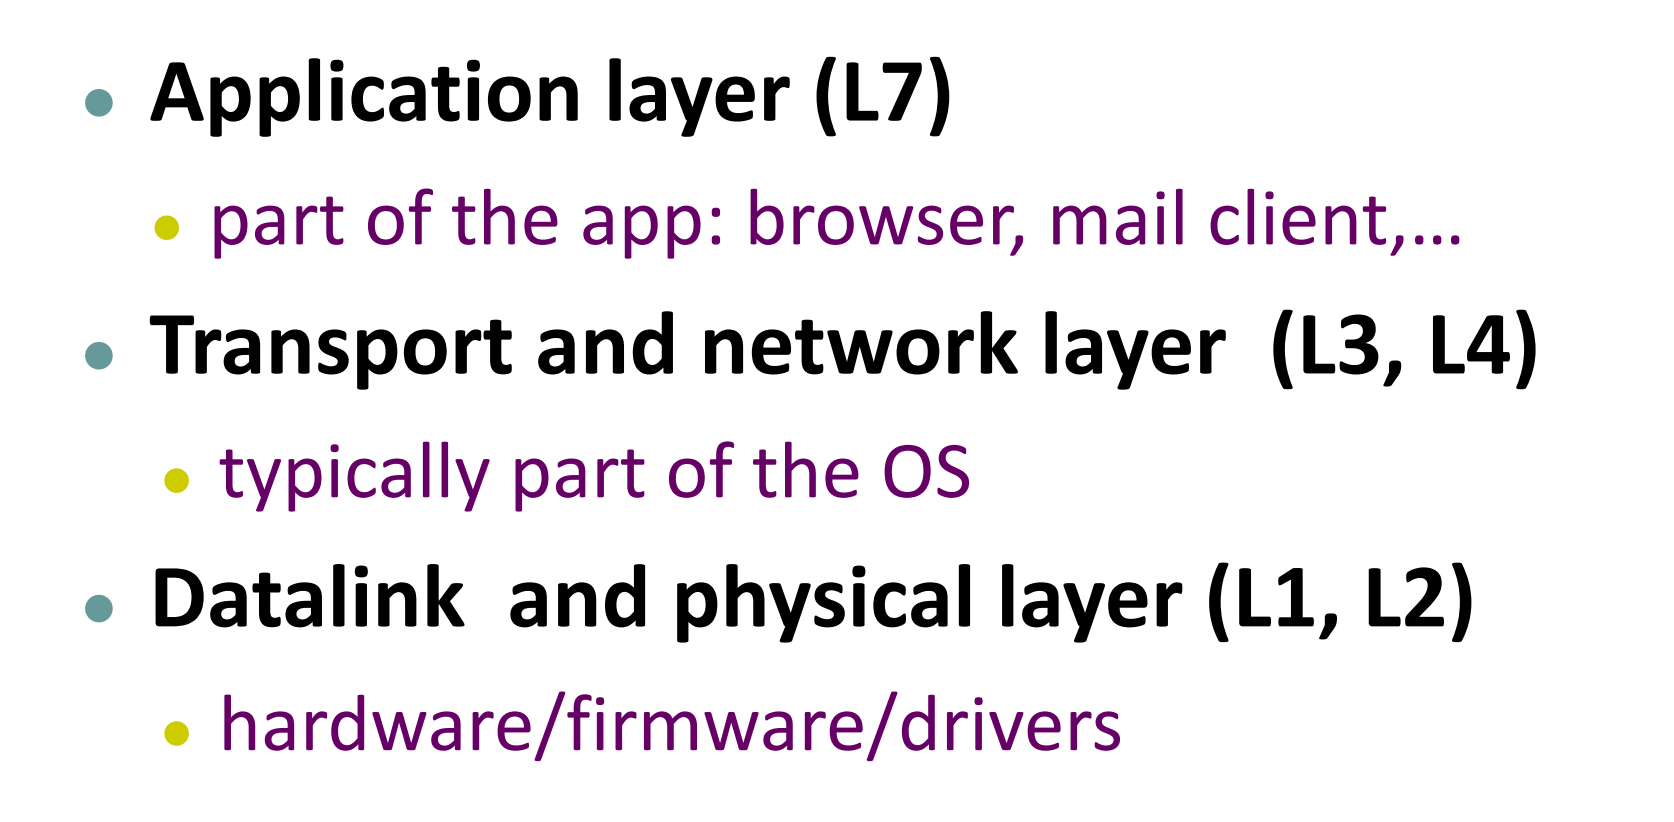 Application layer (L7)
part of the app: browser, mail client,...
Transport and network layer (L3, L4)
typically part of the OS
Datalink and physical layer (L1, L2)
hardware/firmware/drivers